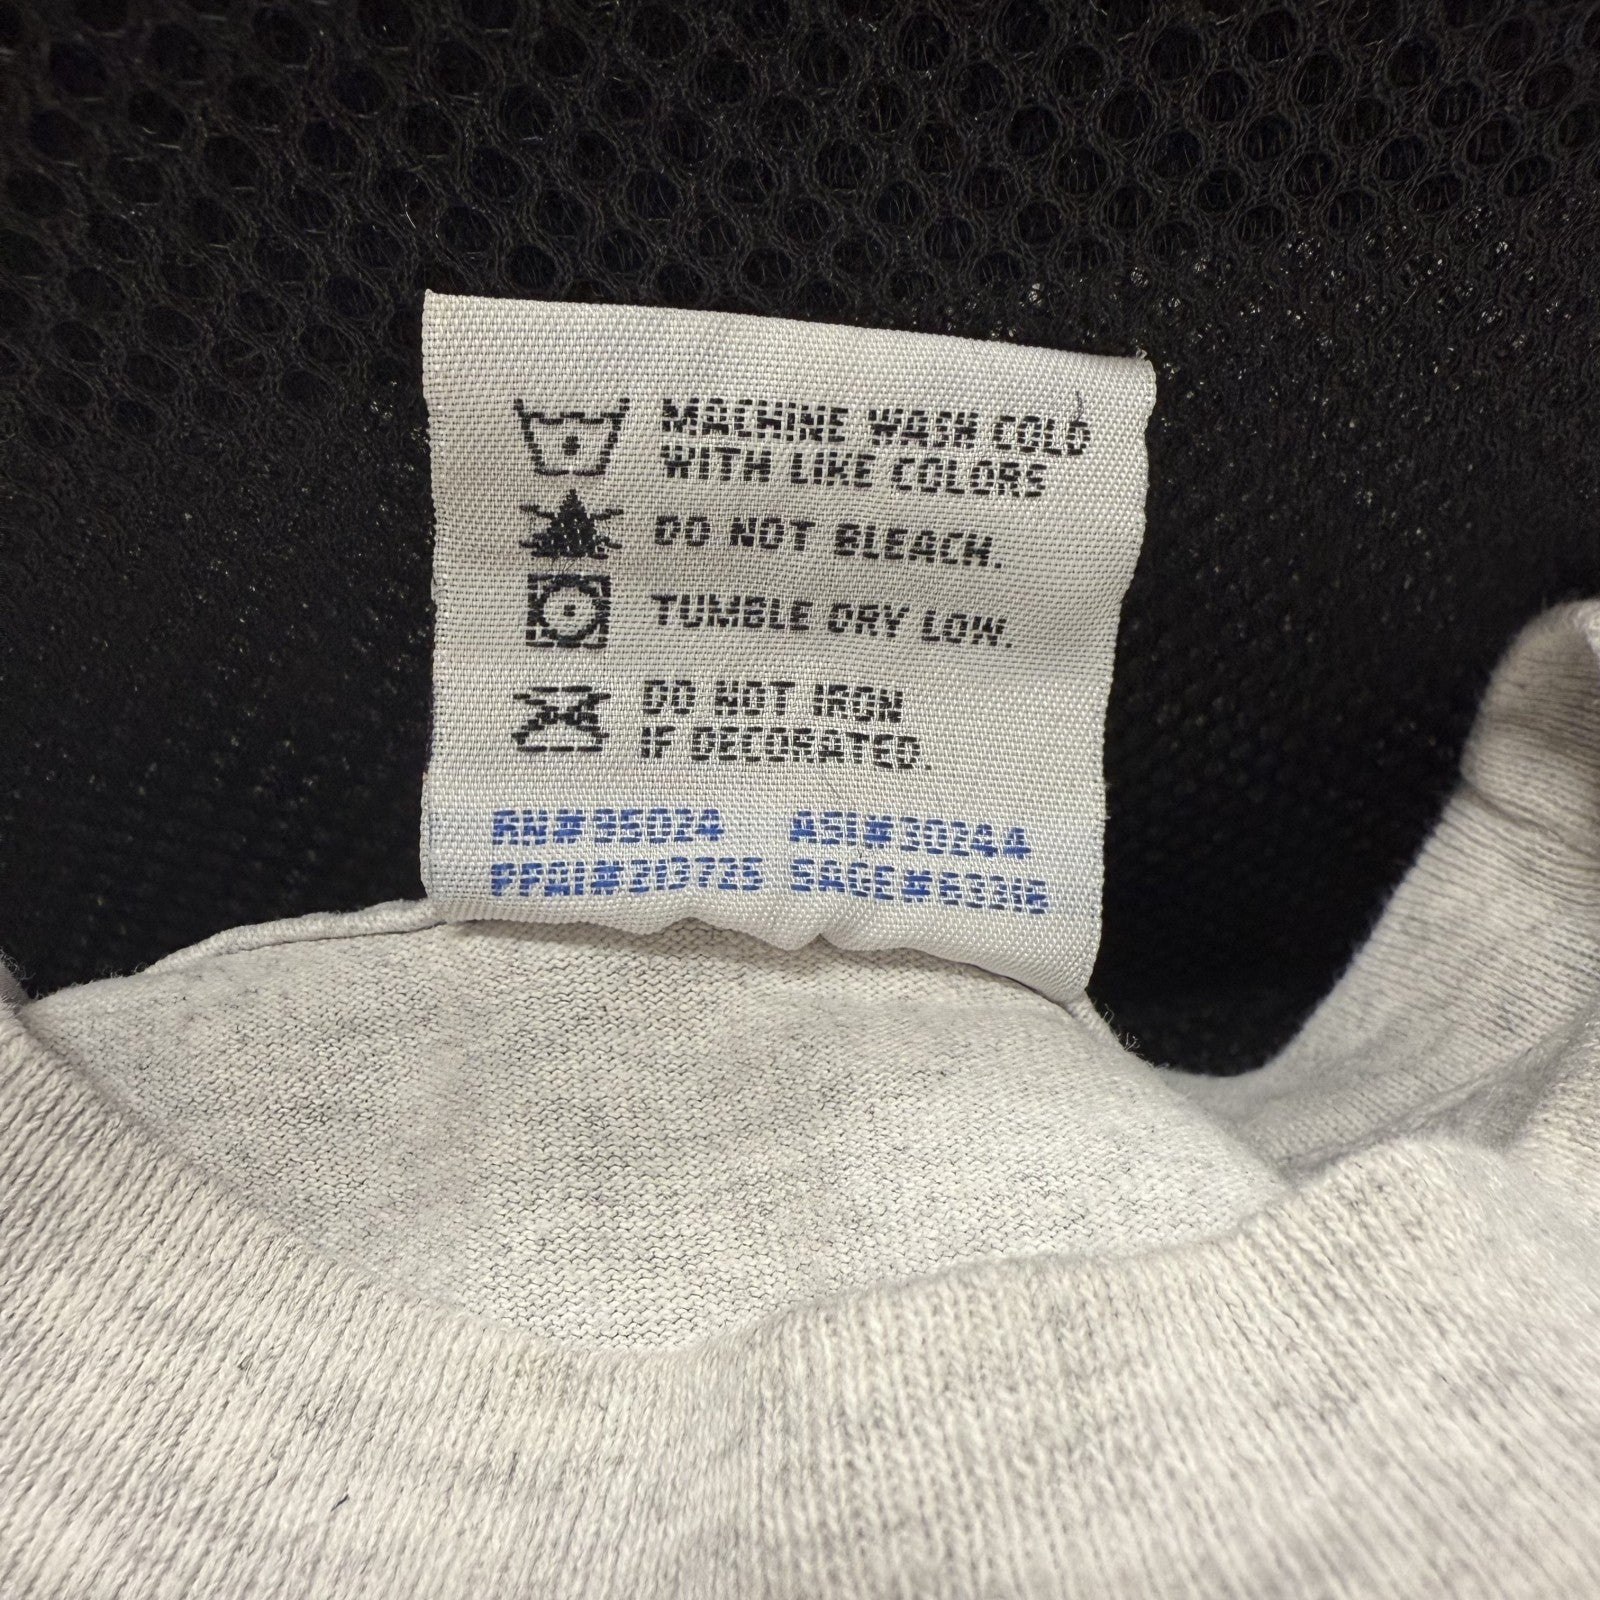 MACHINE WASH COLD
WITH LIKE COLORS
DO NOT BLEACH.
TUMBLE DRY LOW.
DO NOT IRON
IF DECORATED.
RN#95024 ASI#30244
PPAI#213725 SAGE#63316